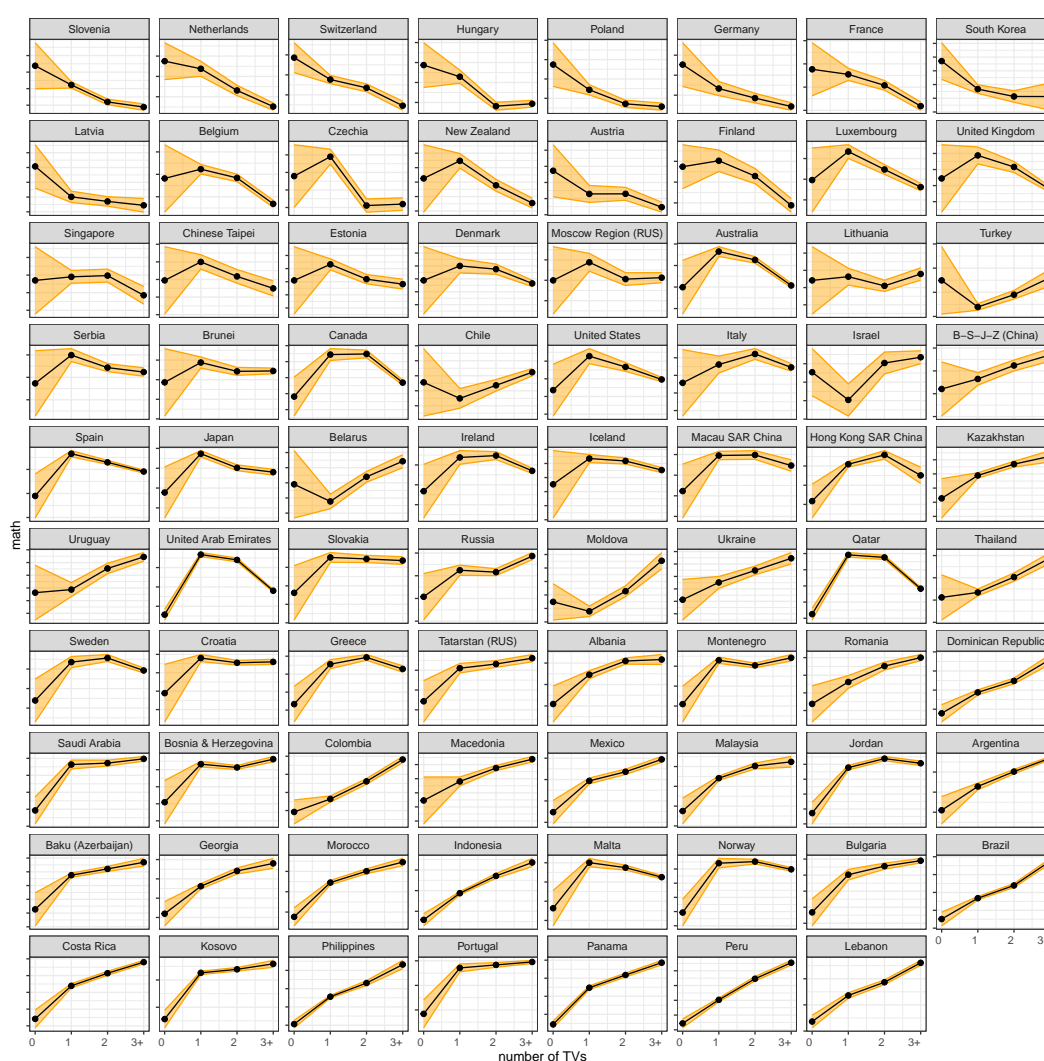 Slovenia Netherlands Switzerland Hungary Poland Germany France South Korea
Latvia Belgium Czechia New Zealand Austria Finland Luxembourg United Kingdom
Singapore Chinese Taipei Estonia Denmark Moscow Region (RUS) Australia Lithuania Turkey
Serbia Brunei Canada Chile United States Italy Israel B−S−J−Z (China)
Spain Japan Belarus Ireland Iceland Macau SAR China Hong Kong SAR China Kazakhstan
math
Uruguay United Arab Emirates Slovakia Russia Moldova Ukraine Qatar Thailand
Sweden Croatia Greece Tatarstan (RUS) Albania Montenegro Romania Dominican Republic
Saudi Arabia Bosnia & Herzegovina Colombia Macedonia Mexico Malaysia Jordan Argentina
Baku (Azerbaijan) Georgia Morocco Indonesia Malta Norway Bulgaria Brazil
0 1 2 3+
Costa Rica Kosovo Philippines Portugal Panama Peru Lebanon
0 1 2 3+ 0 1 2 3+ 0 1 2 3+ 0 1 2 3+ 0 1 2 3+ 0 1 2 3+ 0 1 2 3+
number of TVs